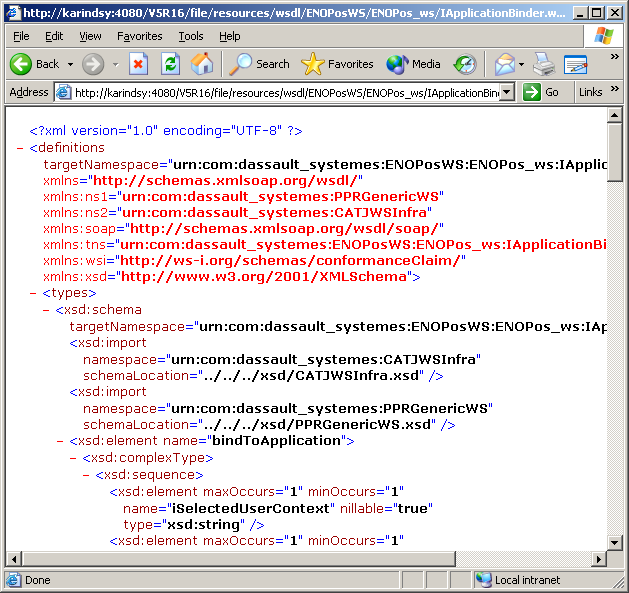 http://karindsy:4080/V5R16/file/resources/wsdl/ENOPosWS/ENOPos_ws/IApplicationBinder.w...
File Edit View Favorites Tools Help
Back Search Favorites Media
Address http://karindsy:4080/V5R16/file/resources/wsdl/ENOPosWS/ENOPos_ws/IApplicationBin Go Links
<?xml version="1.0" encoding="UTF-8" ?>
- <definitions
targetNamespace="urn:com:dassault_systemes:ENOPosWS:ENOPos_ws:IApplic
xmlns="http://schemas.xmlsoap.org/wsdl/"
xmlns:ns1="urn:com:dassault_systemes:PPRGenericWS"
xmlns:ns2="urn:com:dassault_systemes:CATJWSInfra"
xmlns:soap="http://schemas.xmlsoap.org/wsdl/soap/"
xmlns:tns="urn:com:dassault_systemes:ENOPosWS:ENOPos_ws:IApplicationBi
xmlns:wsi="http://ws-i.org/schemas/conformanceClaim/"
xmlns:xsd="http://www.w3.org/2001/XMLSchema">
- <types>
- <xsd:schema
targetNamespace="urn:com:dassault_systemes:ENOPosWS:ENOPos_ws:IAp
<xsd:import
namespace="urn:com:dassault_systemes:CATJWSInfra"
schemaLocation="../../../xsd/CATJWSInfra.xsd" />
<xsd:import
namespace="urn:com:dassault_systemes:PPRGenericWS"
schemaLocation="../../../xsd/PPRGenericWS.xsd" />
- <xsd:element name="bindToApplication">
- <xsd:complexType>
- <xsd:sequence>
<xsd:element maxOccurs="1" minOccurs="1"
name="iSelectedUserContext" nillable="true"
type="xsd:string" />
<xsd:element maxOccurs="1" minOccurs="1"
Done Local intranet